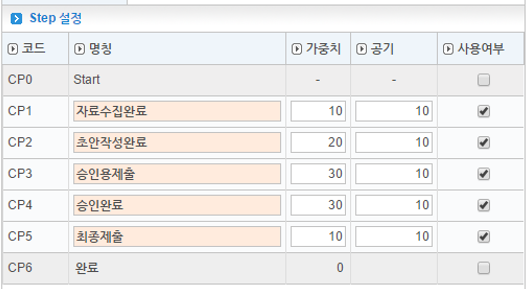 Step 설정
코드 명칭 가중치 공기 사용여부
CP0 Start - -
CP1 자료수집완료 10 10
CP2 초안작성완료 20 10
CP3 승인용제출 30 10
CP4 승인완료 30 10
CP5 최종제출 10 10
CP6 완료 0